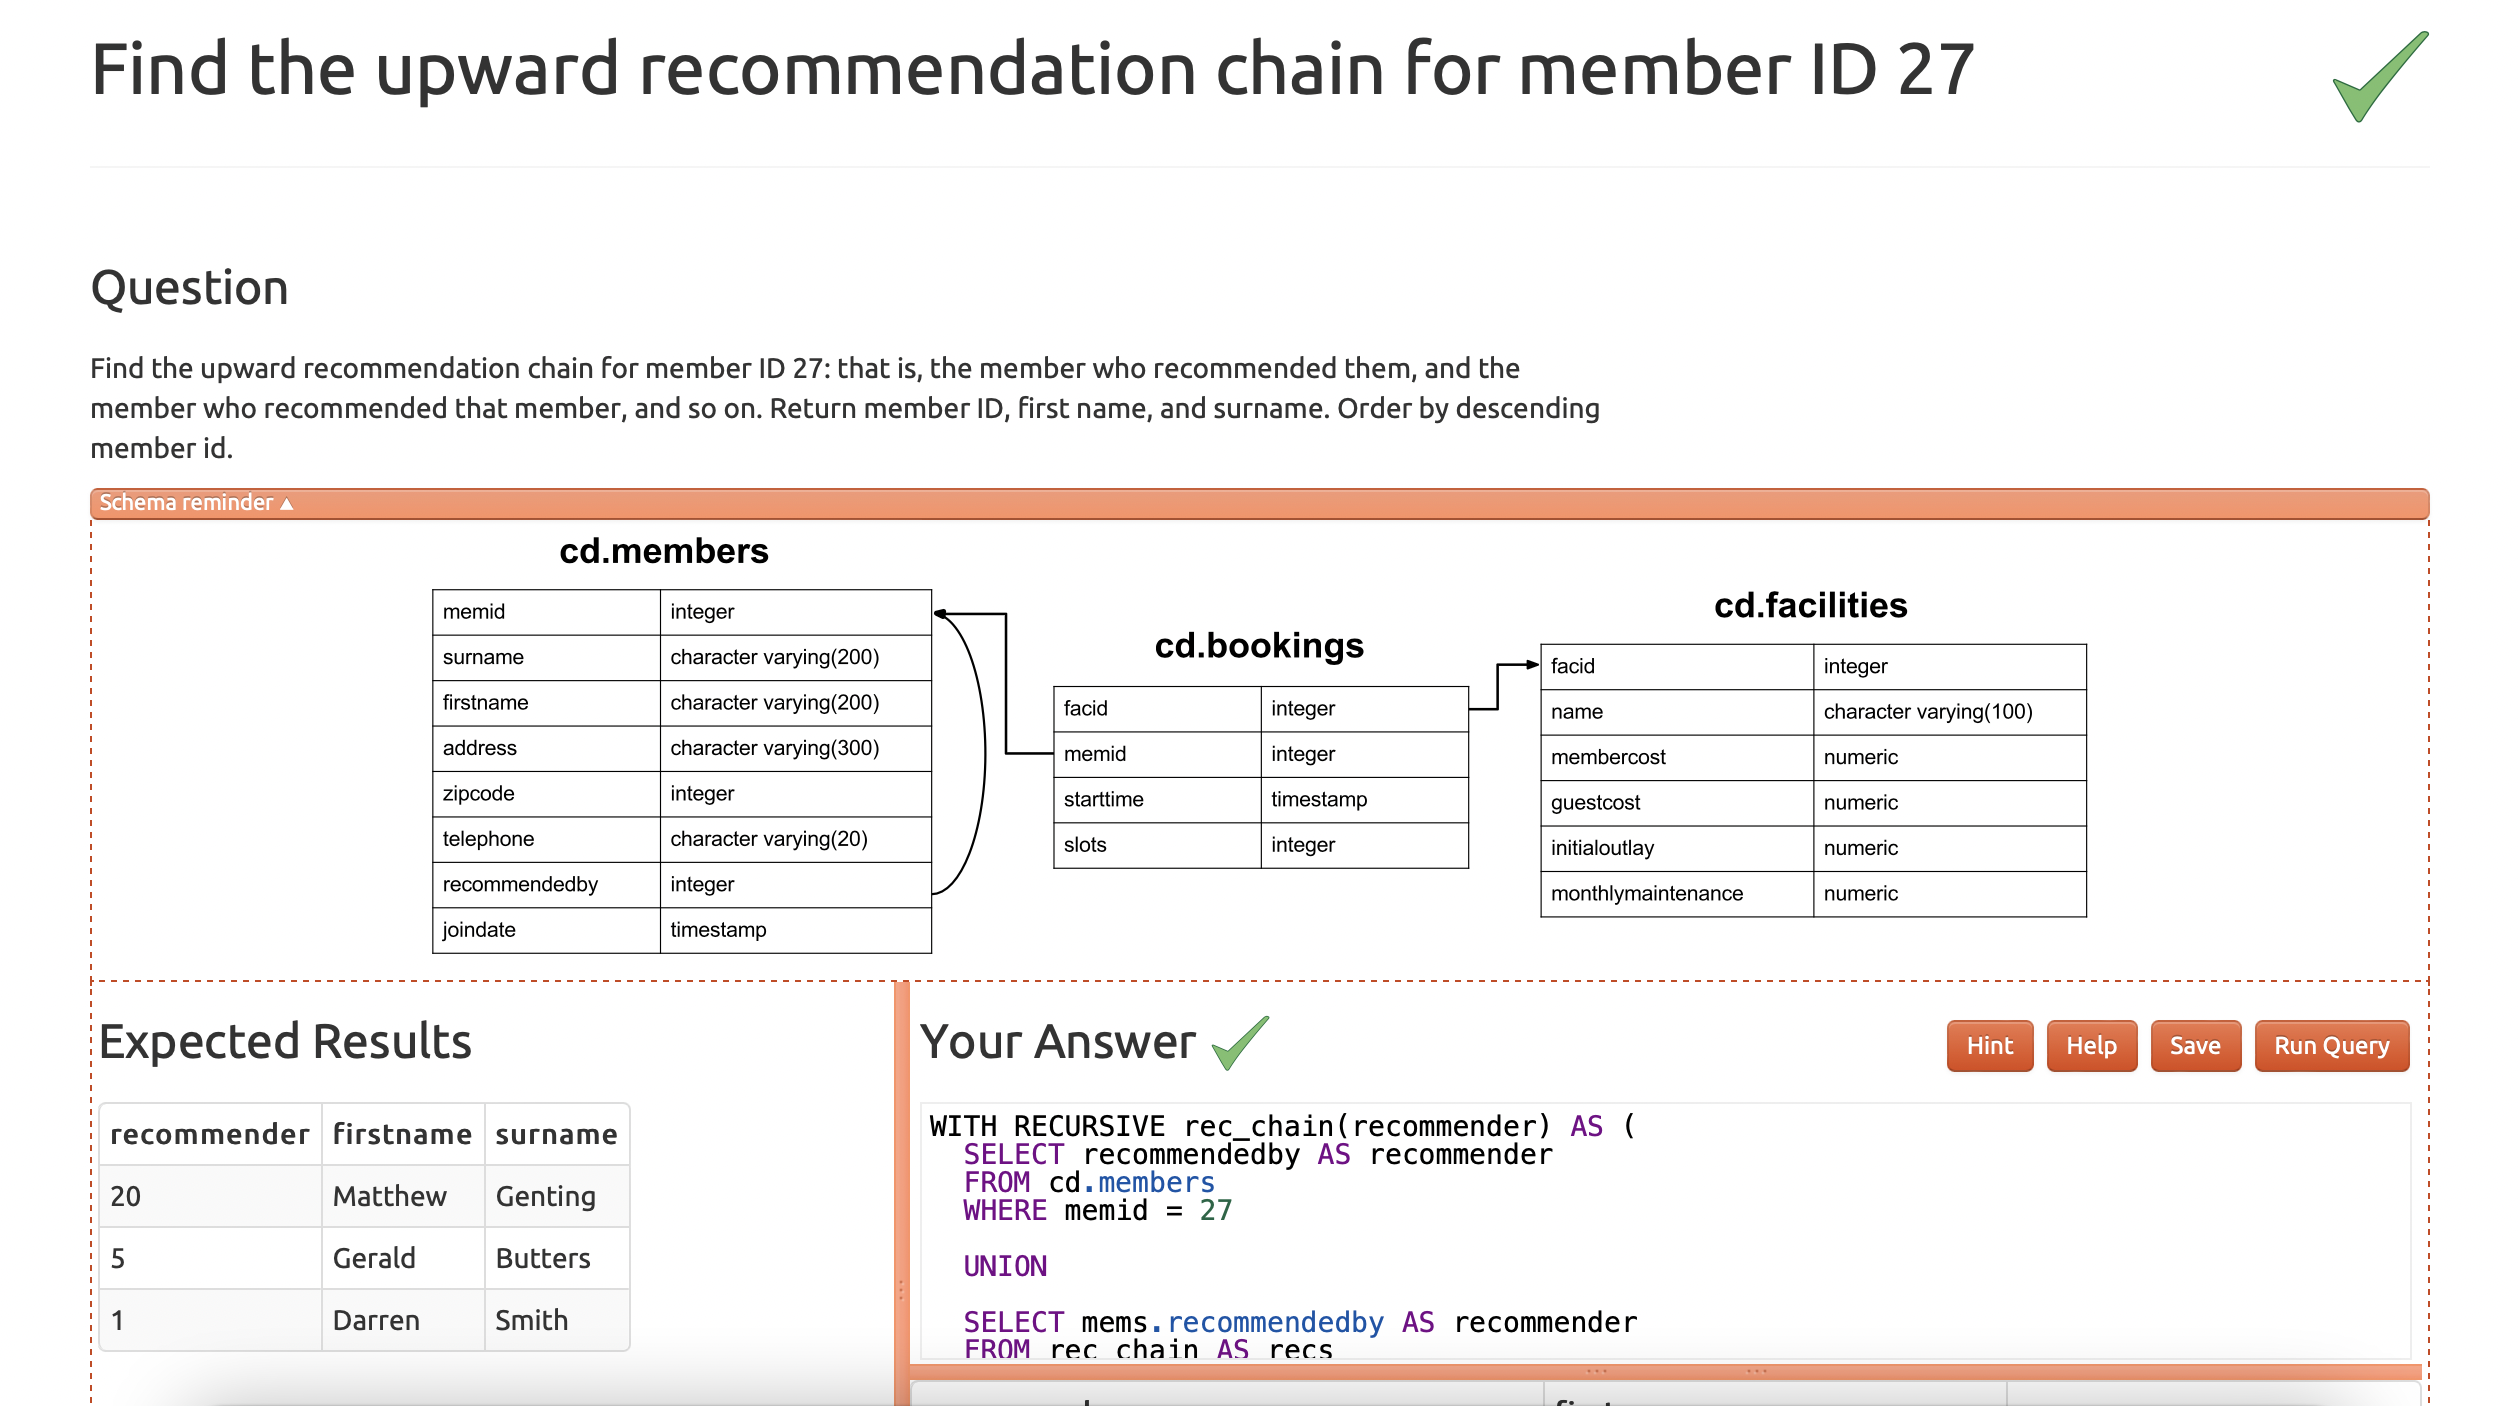 Find the upward recommendation chain for member ID 27
Question
Find the upward recommendation chain for member ID 27: that is, the member who recommended them, and the
member who recommended that member, and so on. Return member ID, first name, and surname. Order by descending
member id.
Schema reminder ▲
cd.members
memid integer
surname character varying(200)
firstname character varying(200)
address character varying(300)
zipcode integer
telephone character varying(20)
recommendedby integer
joindate timestamp
cd.bookings
facid integer
memid integer
starttime timestamp
slots integer
cd.facilities
facid integer
name character varying(100)
membercost numeric
guestcost numeric
initialoutlay numeric
monthlymaintenance numeric
Expected Results
recommender firstname surname
20 Matthew Genting
5 Gerald Butters
1 Darren Smith
Your Answer
Hint Help Save Run Query
WITH RECURSIVE rec_chain(recommender) AS (
SELECT recommendedby AS recommender
FROM cd.members
WHERE memid = 27
UNION
SELECT mems.recommendedby AS recommender
FROM rec_chain AS recs